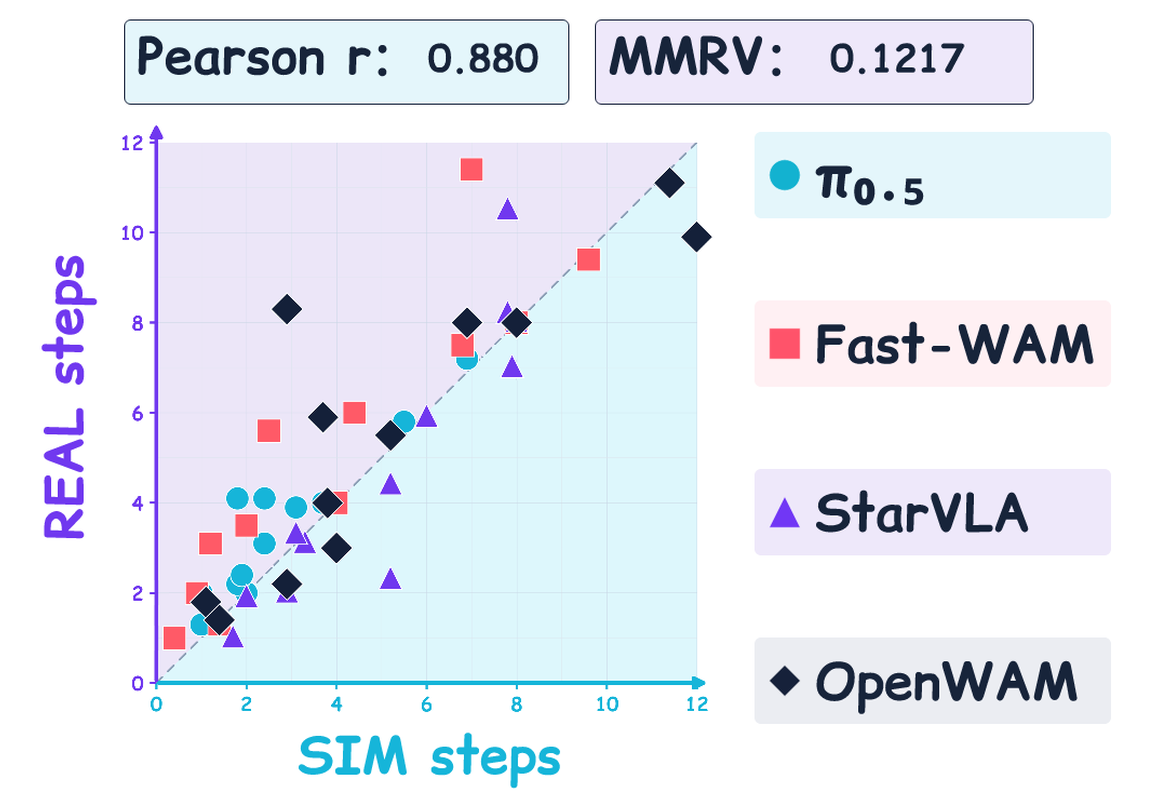 Pearson r: 0.880
MMRV: 0.1217
12
10
8
6
4
2
0
0 2 4 6 8 10 12
REAL steps
SIM steps
π0.5
Fast-WAM
StarVLA
OpenWAM